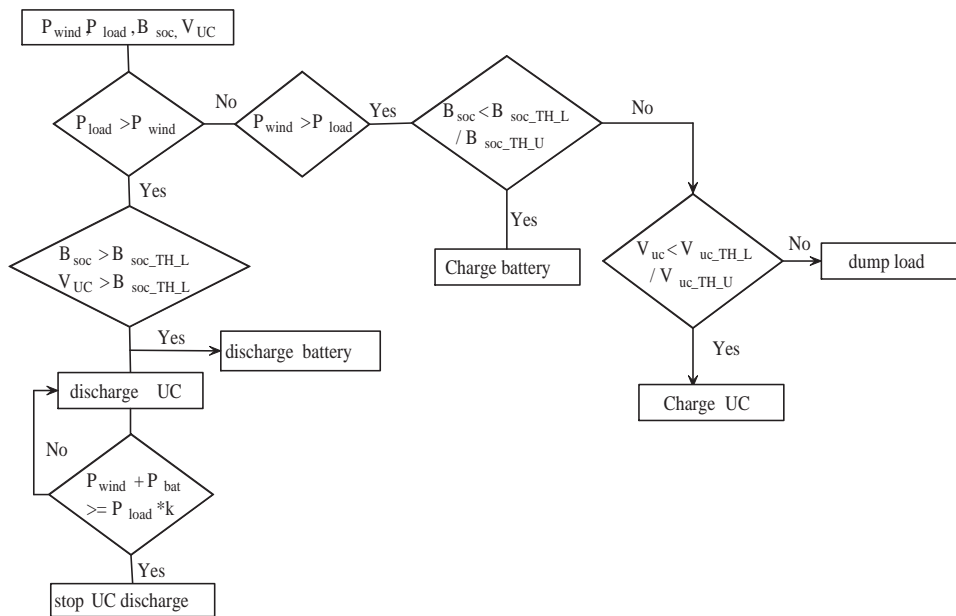 P wind, P load , B soc, V UC
P load >P wind
No
P wind >P load
Yes
B soc <B soc_TH_L
/ B soc_TH_U
No
Yes
Yes
B soc >B soc_TH_L
V UC >B soc_TH_L
Charge battery
V uc <V uc_TH_L
/ V uc_TH_U
No
dump load
Yes
discharge battery
Yes
discharge UC
Charge UC
No
P wind + P bat
>= P load *k
Yes
stop UC discharge